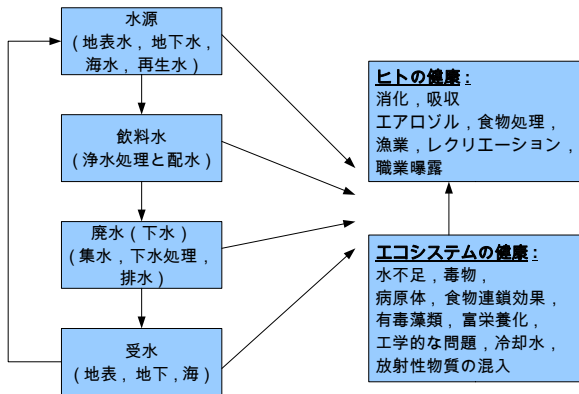 水源
(地表水, 地下水,
海水, 再生水)
飲料水
(浄水処理と配水)
廃水(下水)
(集水, 下水処理,
排水)
受水
(地表, 地下, 海)
ヒトの健康:
消化, 吸収
エアロゾル, 食物処理,
漁業, レクリエーション,
職業曝露
エコシステムの健康:
水不足, 毒物,
病原体, 食物連鎖効果,
有毒藻類, 富栄養化,
工学的な問題, 冷却水,
放射性物質の混入